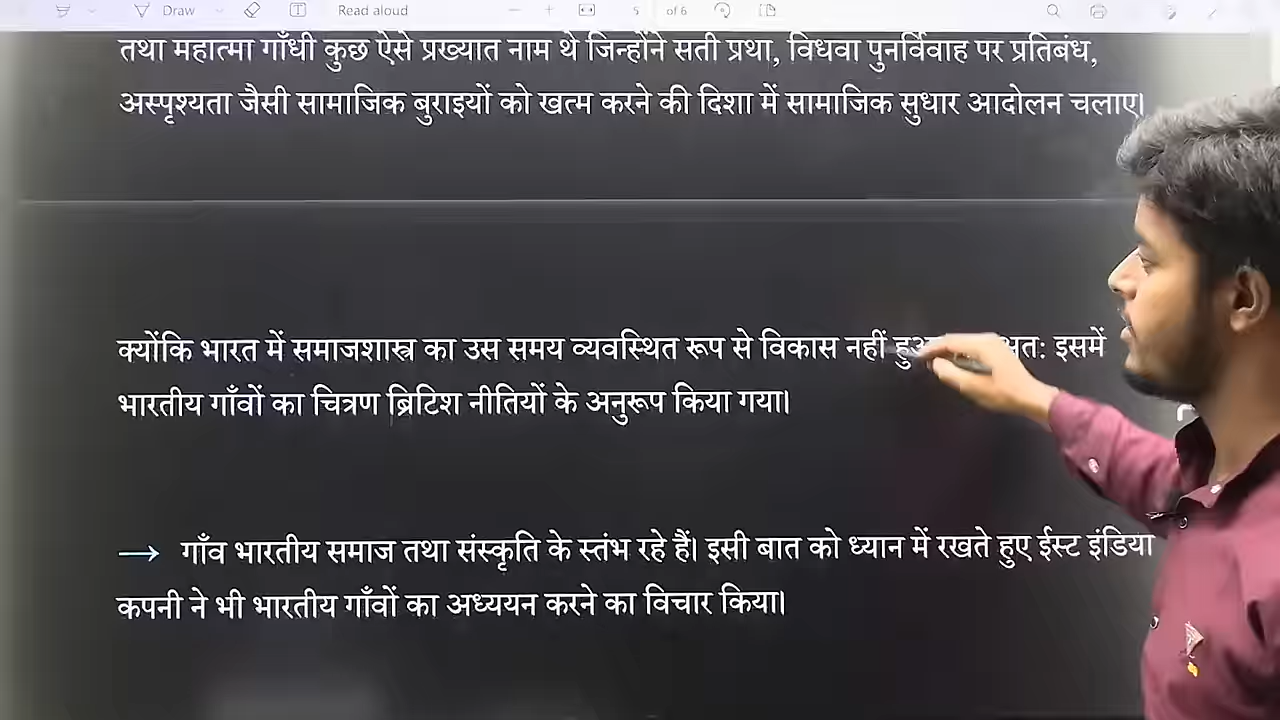 Draw Read aloud 5 of 6
तथा महात्मा गाँधी कुछ ऐसे प्रख्यात नाम थे जिन्होंने सती प्रथा, विधवा पुनर्विवाह पर प्रतिबंध,
अस्पृश्यता जैसी सामाजिक बुराइयों को खत्म करने की दिशा में सामाजिक सुधार आदोलन चलाए।
क्योंकि भारत में समाजशास्त्र का उस समय व्यवस्थित रूप से विकास नहीं इसमें
भारतीय गाँवों का चित्रण ब्रिटिश नीतियों के अनुरूप किया गया।
→ गाँव भारतीय समाज तथा संस्कृति के स्तंभ रहे हैं। इसी बात को ध्यान में रखते हुए ईस्ट इंडिया
कपनी ने भी भारतीय गाँवों का अध्ययन करने का विचार किया।